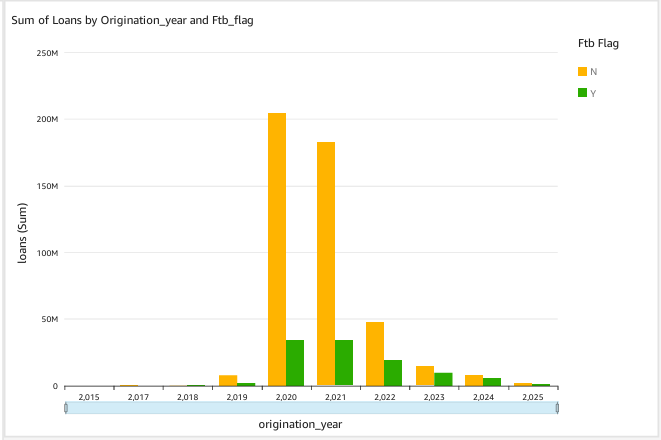 Sum of Loans by Origination_year and Ftb_flag
Ftb Flag
N
Y
250M
200M
150M
100M
50M
0
loans (Sum)
2,015 2,017 2,018 2,019 2,020 2,021 2,022 2,023 2,024 2,025
origination_year